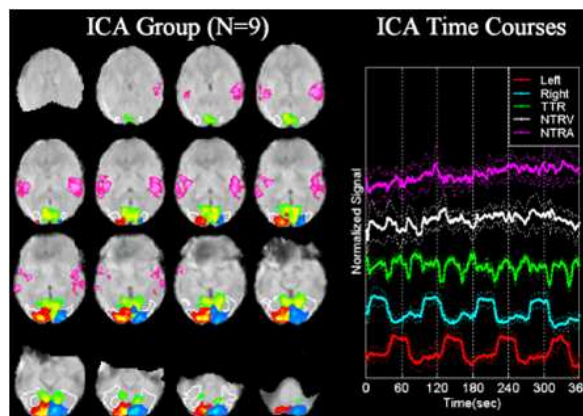 ICA Group (N=9)
ICA Time Courses
Left
Right
TTR
NTRV
NTRA
Normalized Signal
0 60 120 180 240 300 36
Time(sec)